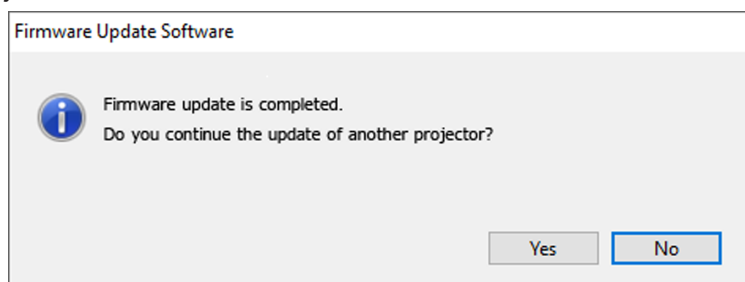 Firmware Update Software
Firmware update is completed.
Do you continue the update of another projector?
Yes No